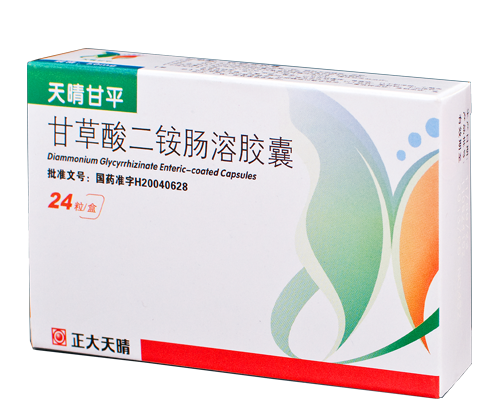 天晴甘平
甘草酸二铵肠溶胶囊
Diammonium Glycyrrhizinate Enteric-coated Capsules
批准文号：国药准字H20040628
24粒/盒
正大天晴